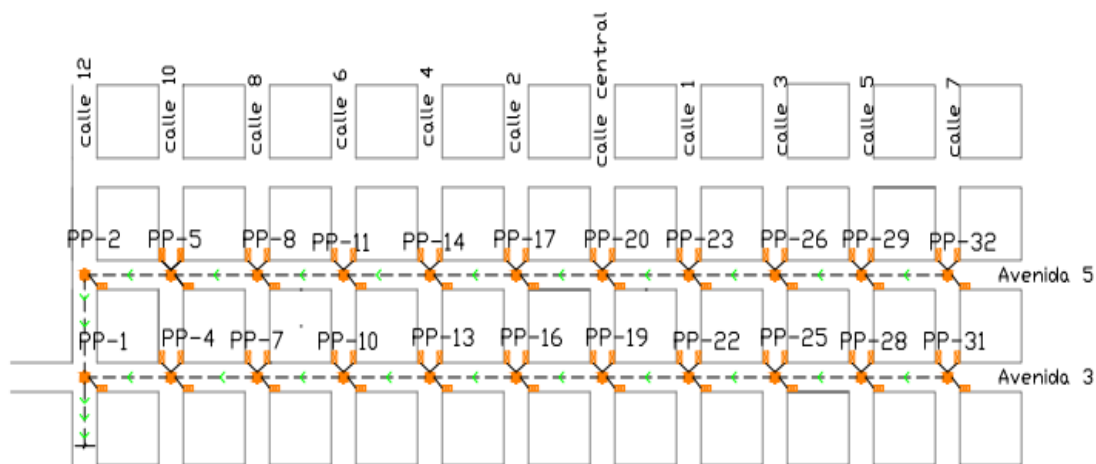 calle 12
calle 10
calle 8
calle 6
calle 4
calle 2
calle central
calle 1
calle 3
calle 5
calle 7
PP-2 PP-5 PP-8 PP-11 PP-14 PP-17 PP-20 PP-23 PP-26 PP-29 PP-32
Avenida 5
PP-1 PP-4 PP-7 PP-10 PP-13 PP-16 PP-19 PP-22 PP-25 PP-28 PP-31
Avenida 3